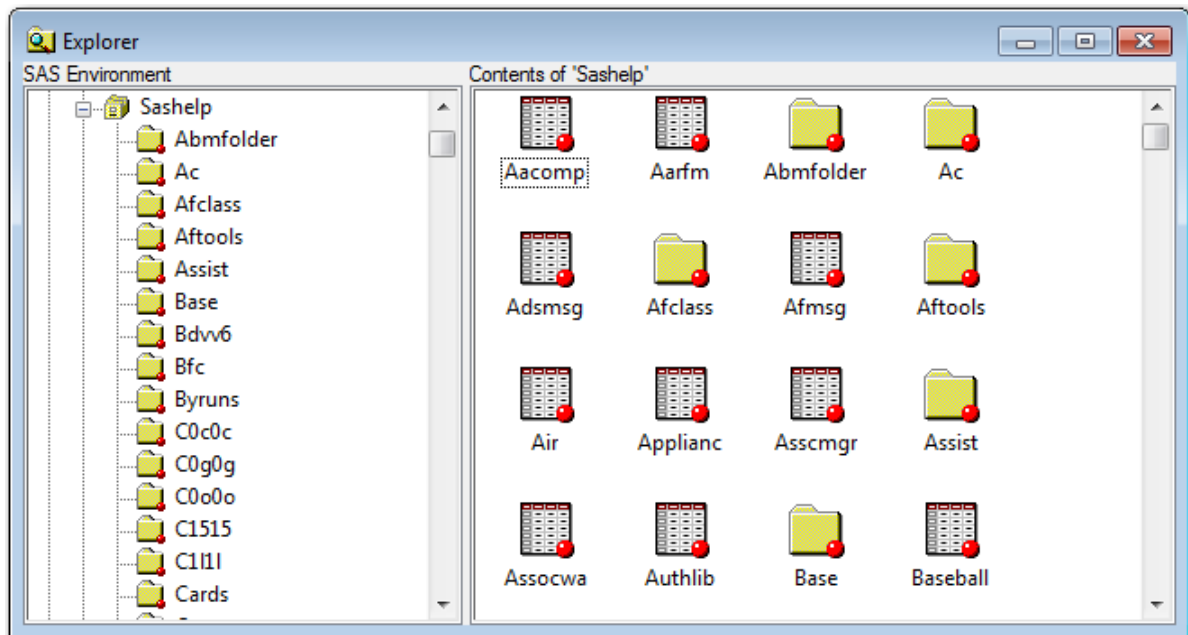 Explorer
SAS Environment
Contents of 'Sashelp'
Sashelp
Abmfolder
Ac
Afclass
Aftools
Assist
Base
Bdvv6
Bfc
Byruns
C0c0c
C0g0g
C0o0o
C1515
C1l1l
Cards
Aacomp Aarfm Abmfolder Ac
Adsmsg Afclass Afmsg Aftools
Air Applianc Asscmgr Assist
Assocwa Authlib Base Baseball